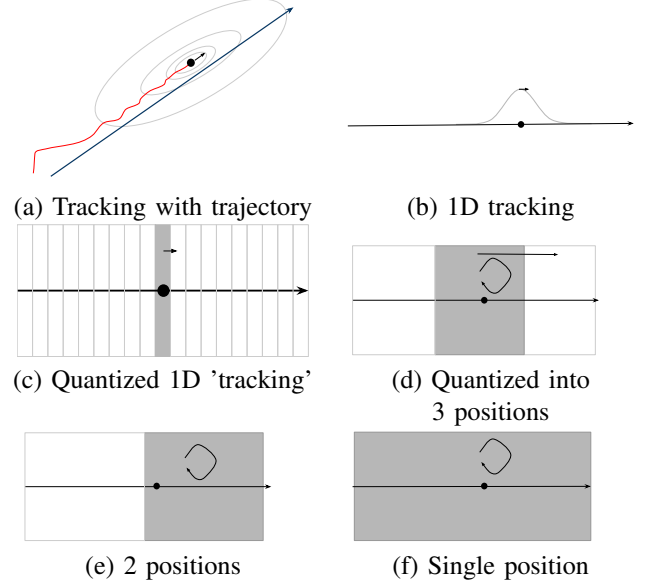 (a) Tracking with trajectory
(b) 1D tracking
(c) Quantized 1D 'tracking'
(d) Quantized into
3 positions
(e) 2 positions
(f) Single position